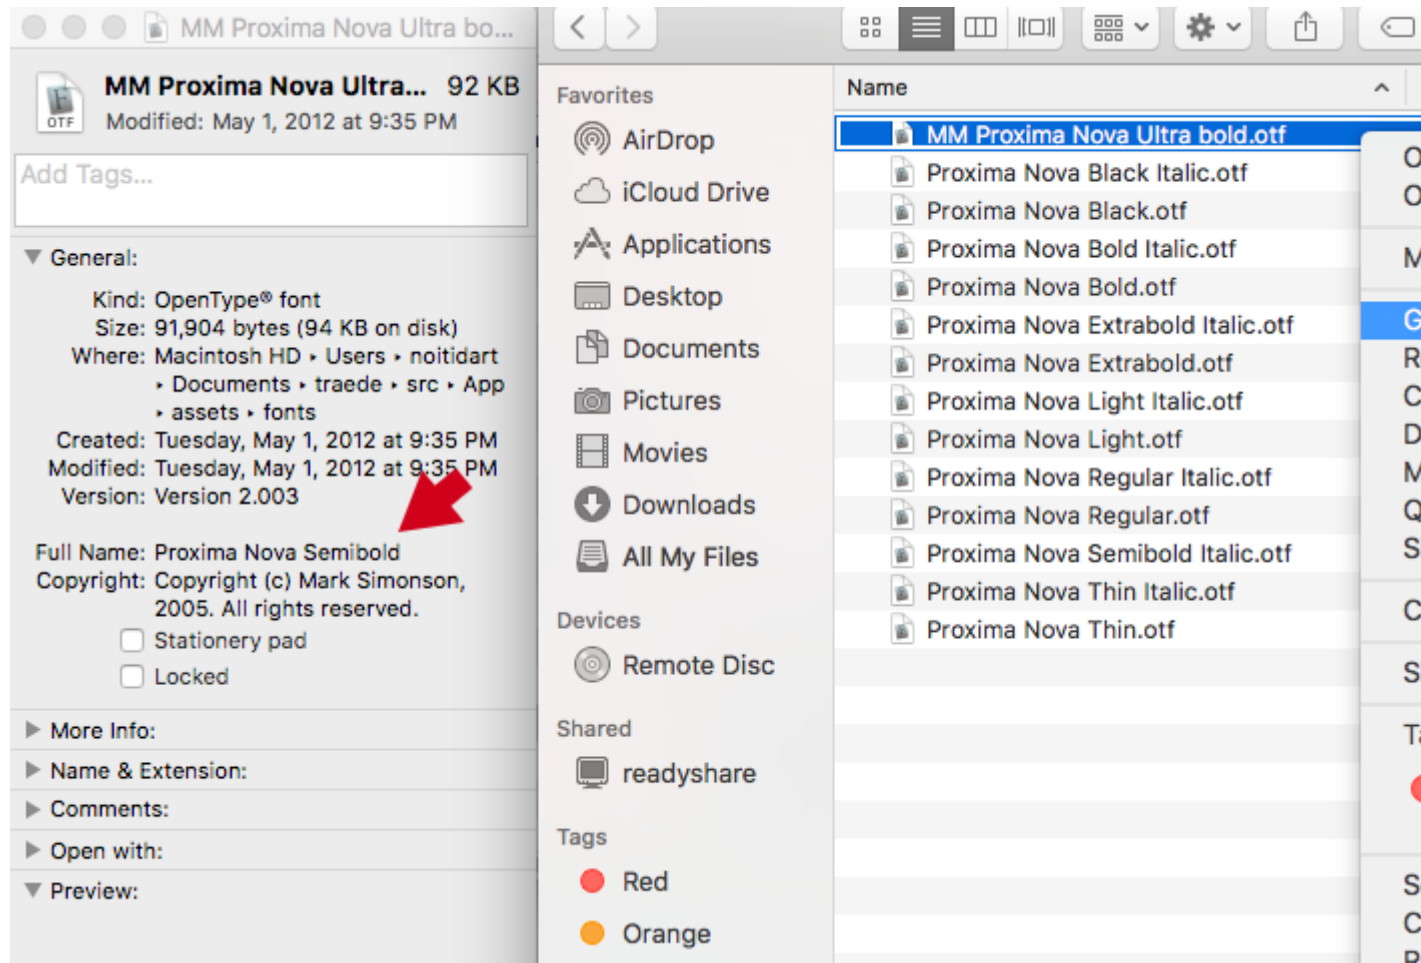 MM Proxima Nova Ultra bo...
MM Proxima Nova Ultra... 92 KB
OTF
Modified: May 1, 2012 at 9:35 PM
Add Tags...
General:
Kind: OpenType® font
Size: 91,904 bytes (94 KB on disk)
Where: Macintosh HD ▸ Users ▸ noitidart
▸ Documents ▸ traede ▸ src ▸ App
▸ assets ▸ fonts
Created: Tuesday, May 1, 2012 at 9:35 PM
Modified: Tuesday, May 1, 2012 at 9:35 PM
Version: Version 2.003
Full Name: Proxima Nova Semibold
Copyright: Copyright (c) Mark Simonson,
2005. All rights reserved.
Stationery pad
Locked
More Info:
Name & Extension:
Comments:
Open with:
Preview:
Favorites
AirDrop
iCloud Drive
Applications
Desktop
Documents
Pictures
Movies
Downloads
All My Files
Devices
Remote Disc
Shared
readyshare
Tags
Red
Orange
Name
MM Proxima Nova Ultra bold.otf
Proxima Nova Black Italic.otf
Proxima Nova Black.otf
Proxima Nova Bold Italic.otf
Proxima Nova Bold.otf
Proxima Nova Extrabold Italic.otf
Proxima Nova Extrabold.otf
Proxima Nova Light Italic.otf
Proxima Nova Light.otf
Proxima Nova Regular Italic.otf
Proxima Nova Regular.otf
Proxima Nova Semibold Italic.otf
Proxima Nova Thin Italic.otf
Proxima Nova Thin.otf